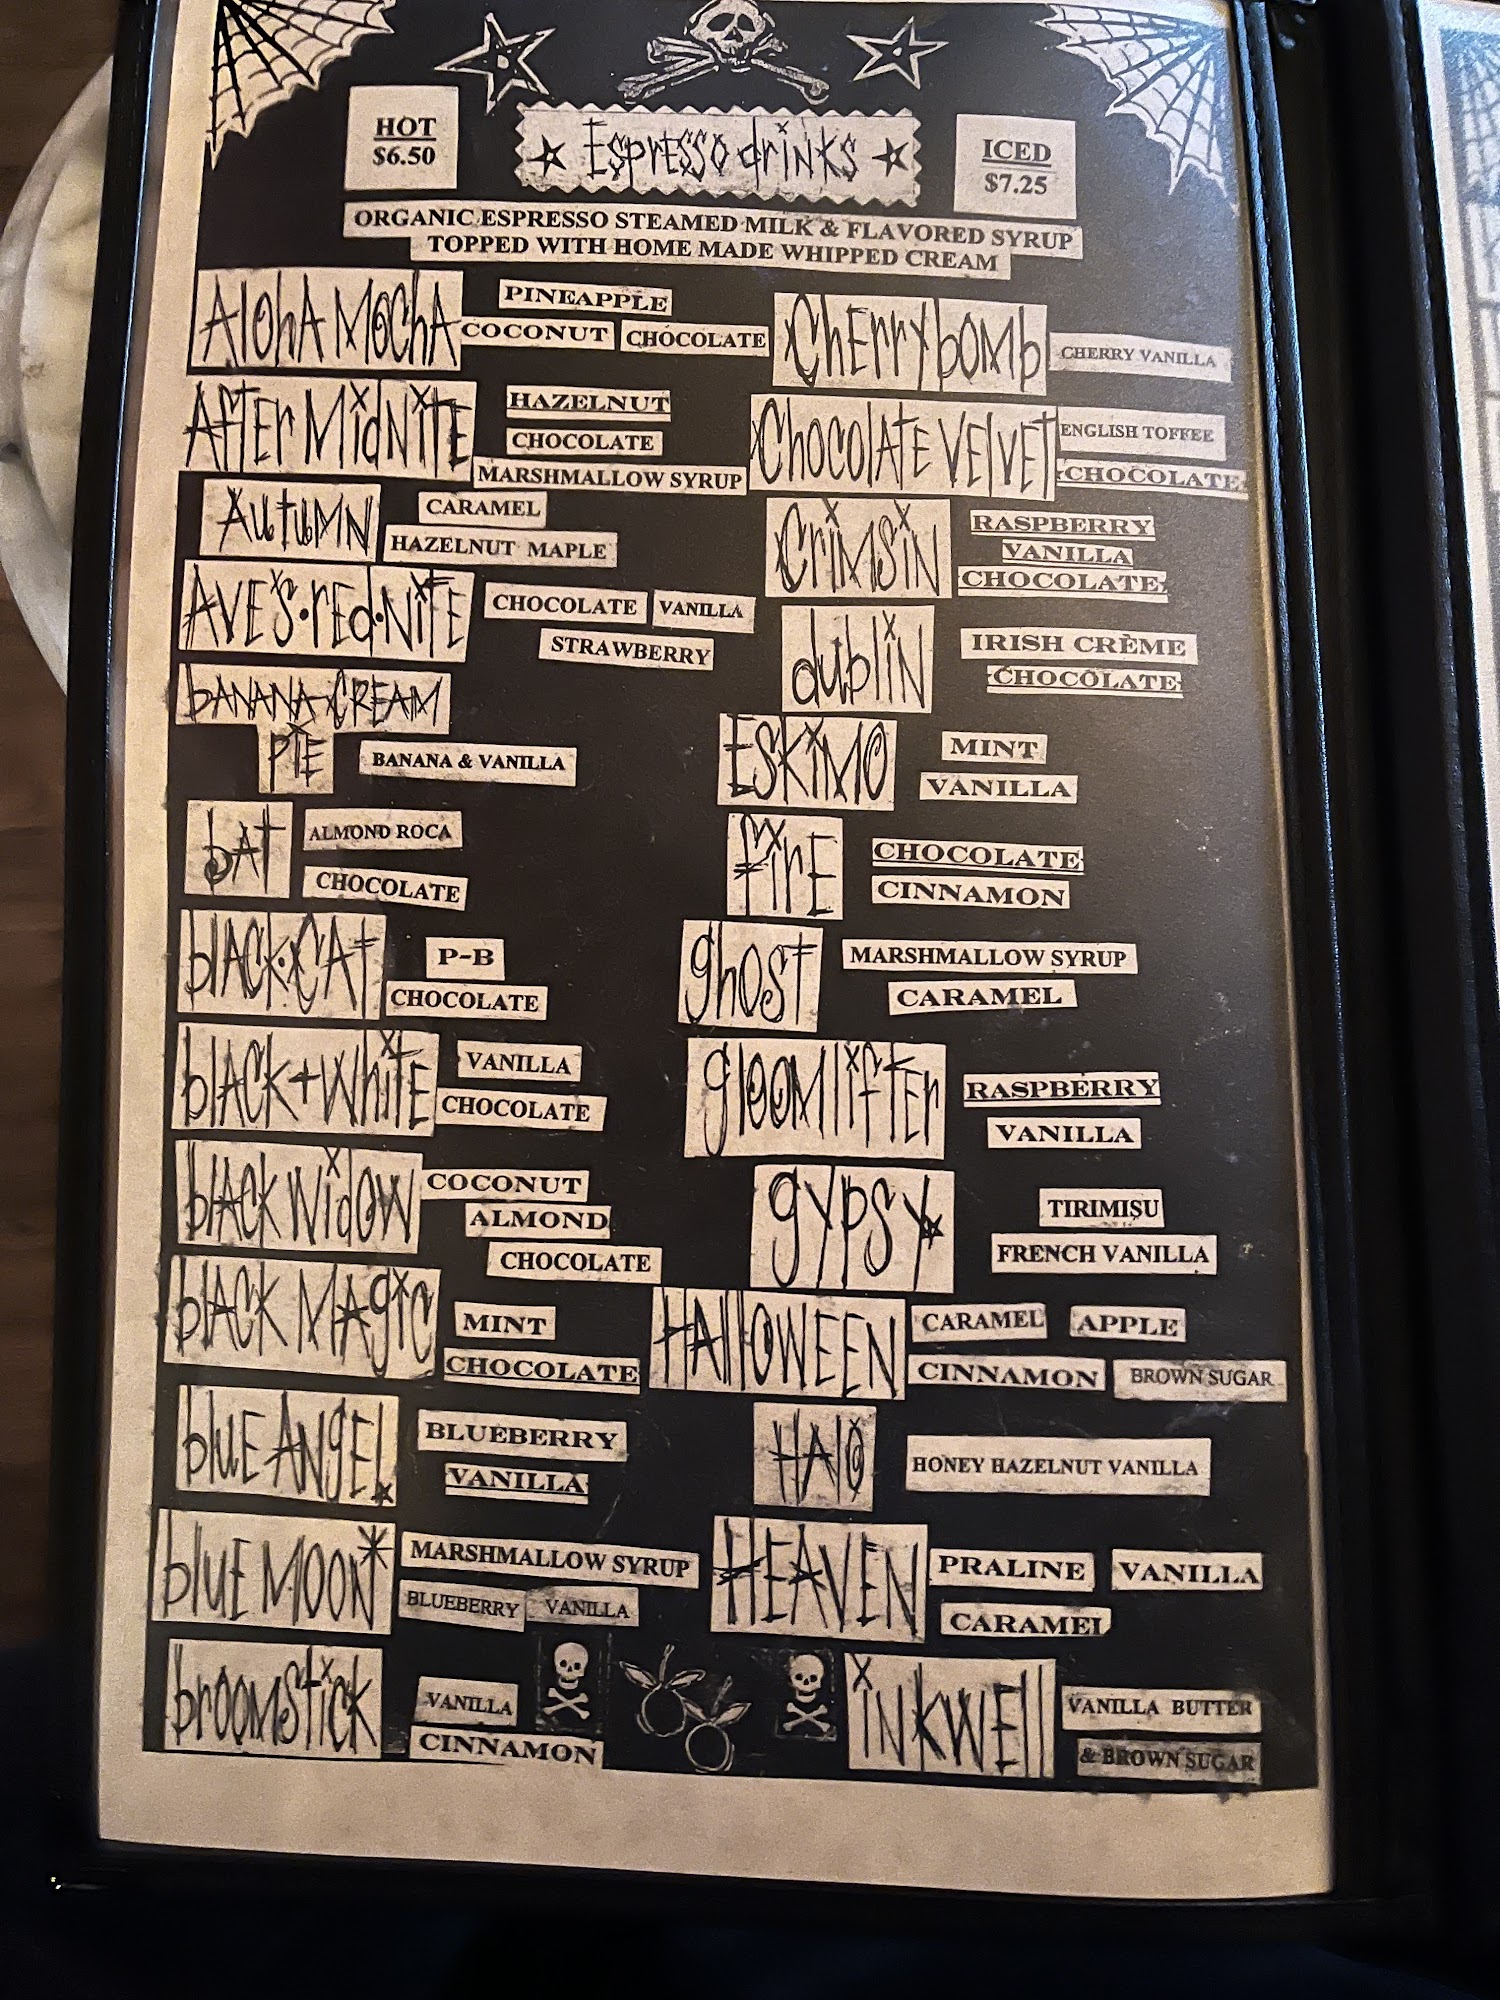 HOT
$6.50
★ Espresso drinks ★
ICED
$7.25
ORGANIC ESPRESSO STEAMED MILK & FLAVORED SYRUP
TOPPED WITH HOME MADE WHIPPED CREAM
Aloha Mocha
PINEAPPLE
COCONUT CHOCOLATE
After Midnite
HAZELNUT
CHOCOLATE
MARSHMALLOW SYRUP
Autumn
CARAMEL
HAZELNUT MAPLE
Ave's·red·Nite
CHOCOLATE VANILLA
STRAWBERRY
banana cream
pie
BANANA & VANILLA
bat
ALMOND ROCA
CHOCOLATE
black·cat
P-B
CHOCOLATE
black+white
VANILLA
CHOCOLATE
black widow
COCONUT
ALMOND
CHOCOLATE
black magic
MINT
CHOCOLATE
blue Angel
BLUEBERRY
VANILLA
blue moon*
MARSHMALLOW SYRUP
BLUEBERRY VANILLA
broomstick
VANILLA
CINNAMON
Cherry bomb
CHERRY VANILLA
Chocolate Velvet
ENGLISH TOFFEE
CHOCOLATE
Crimsin
RASPBERRY
VANILLA
CHOCOLATE
dublin
IRISH CRÈME
CHOCOLATE
Eskimo
MINT
VANILLA
fire
CHOCOLATE
CINNAMON
ghost
MARSHMALLOW SYRUP
CARAMEL
gloomlifter
RASPBERRY
VANILLA
gypsy
TIRIMISU
FRENCH VANILLA
Halloween
CARAMEL APPLE
CINNAMON BROWN SUGAR
Halo
HONEY HAZELNUT VANILLA
Heaven
PRALINE VANILLA
CARAMEL
inkwell
VANILLA BUTTER
& BROWN SUGAR